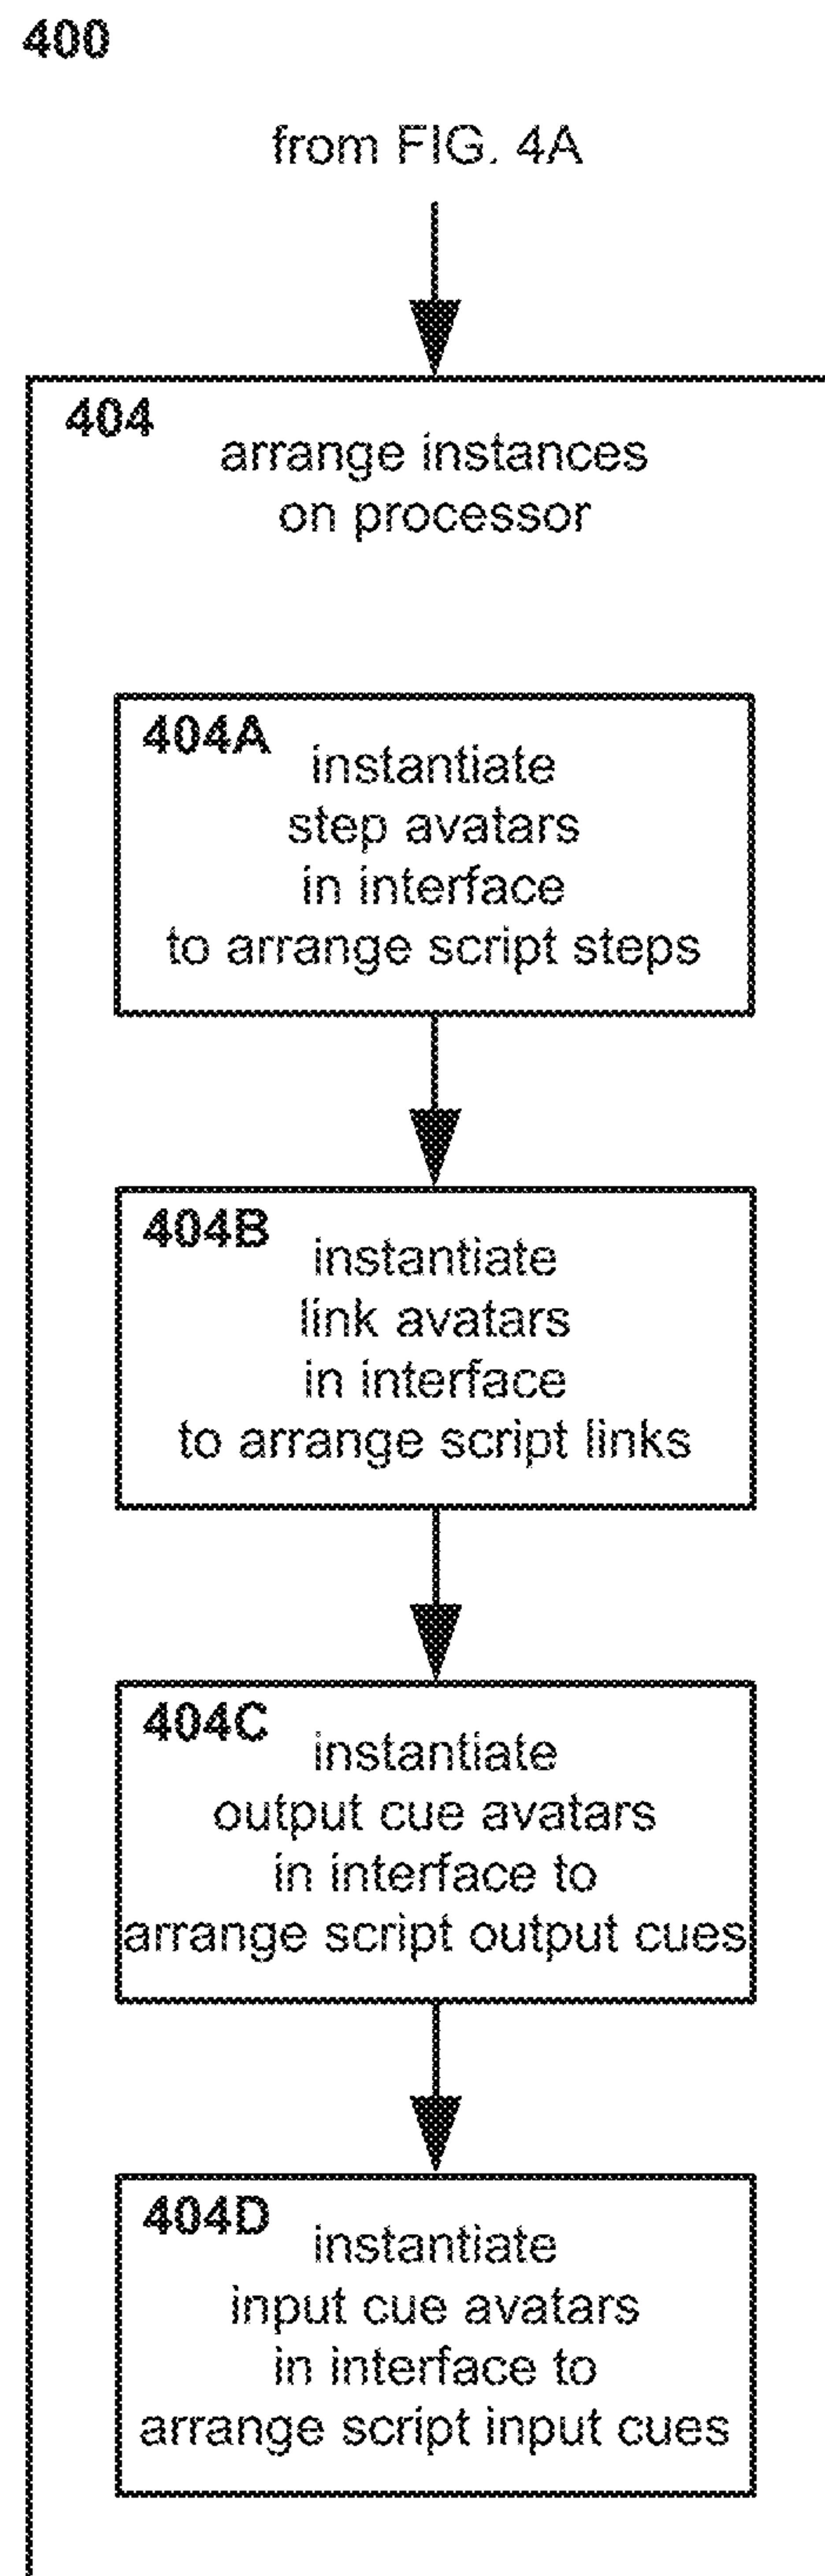 400
from FIG. 4A
404
arrange instances
on processor
404A
instantiate
step avatars
in interface
to arrange script steps
404B
instantiate
link avatars
in interface
to arrange script links
404C
instantiate
output cue avatars
in interface to
arrange script output cues
404D
instantiate
input cue avatars
in interface to
arrange script input cues